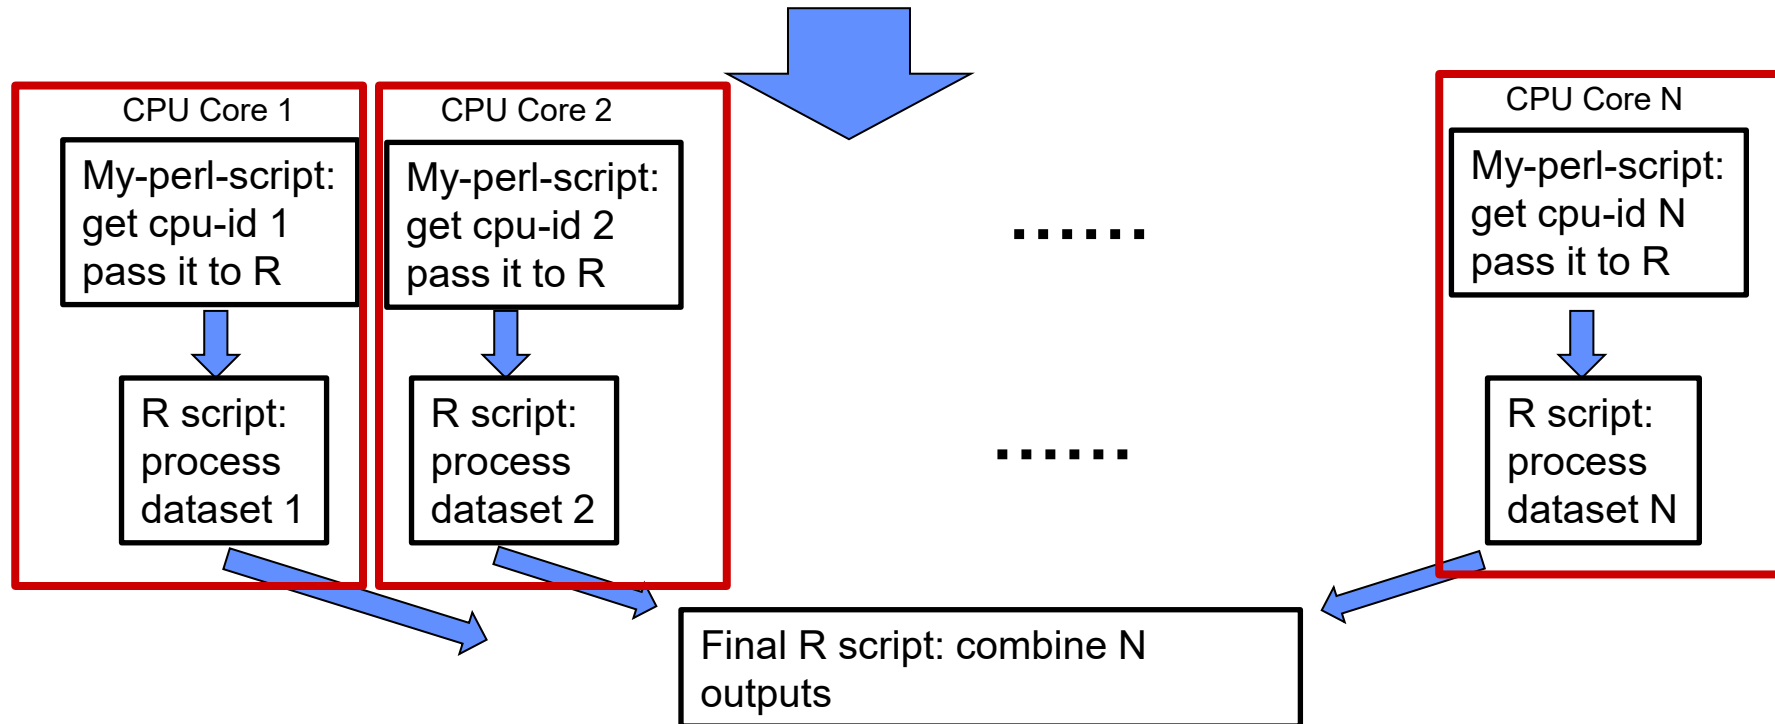 CPU Core 1
My-perl-script:
get cpu-id 1
pass it to R
R script:
process
dataset 1
CPU Core 2
My-perl-script:
get cpu-id 2
pass it to R
R script:
process
dataset 2
......
......
CPU Core N
My-perl-script:
get cpu-id N
pass it to R
R script:
process
dataset N
Final R script: combine N
outputs